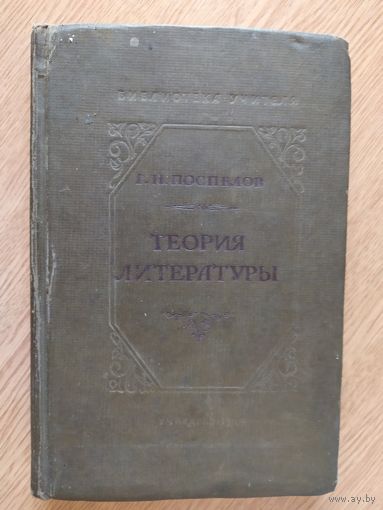 БИБЛИОТЕКА УЧИТЕЛЯ
Г. Н. ПОСПЕЛОВ
ТЕОРИЯ
ЛИТЕРАТУРЫ
www.ay.by